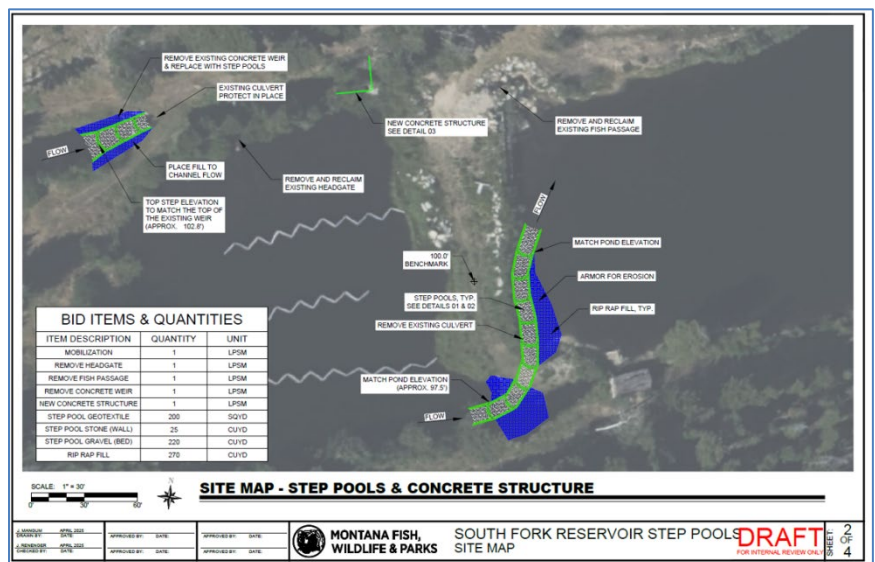 REMOVE EXISTING CONCRETE WEIR
& REPLACE WITH STEP POOLS
EXISTING CULVERT
PROTECT IN PLACE
FLOW
PLACE FILL TO
CHANNEL FLOW
TOP STEP ELEVATION
TO MATCH THE TOP OF
THE EXISTING WEIR
(APPROX. 102.8')
REMOVE AND RECLAIM
EXISTING HEADGATE
NEW CONCRETE STRUCTURE
SEE DETAIL 03
REMOVE AND RECLAIM
EXISTING FISH PASSAGE
FLOW
MATCH POND ELEVATION
100.0'
BENCHMARK
ARMOR FOR EROSION
STEP POOLS, TYP.
SEE DETAILS 01 & 02
RIP RAP FILL, TYP.
REMOVE EXISTING CULVERT
MATCH POND ELEVATION
(APPROX. 97.5')
FLOW
BID ITEMS & QUANTITIES
ITEM DESCRIPTION QUANTITY UNIT
MOBILIZATION 1 LPSM
REMOVE HEADGATE 1 LPSM
REMOVE FISH PASSAGE 1 LPSM
REMOVE CONCRETE WEIR 1 LPSM
NEW CONCRETE STRUCTURE 1 LPSM
STEP POOL GEOTEXTILE 200 SQYD
STEP POOL STONE (WALL) 25 CUYD
STEP POOL GRAVEL (BED) 220 CUYD
RIP RAP FILL 270 CUYD
SCALE: 1" = 30'
0' 30' 60'
N
SITE MAP - STEP POOLS & CONCRETE STRUCTURE
J. MANGUM APRIL 2020
DRAWN BY: DATE:
J. RENENGER APRIL 2020
CHECKED BY: DATE:
APPROVED BY: DATE:
APPROVED BY: DATE:
APPROVED BY: DATE:
APPROVED BY: DATE:
MONTANA FISH,
WILDLIFE & PARKS
SOUTH FORK RESERVOIR STEP POOLS
SITE MAP
DRAFT
FOR INTERNAL REVIEW ONLY
SHEET:
2
OF
4